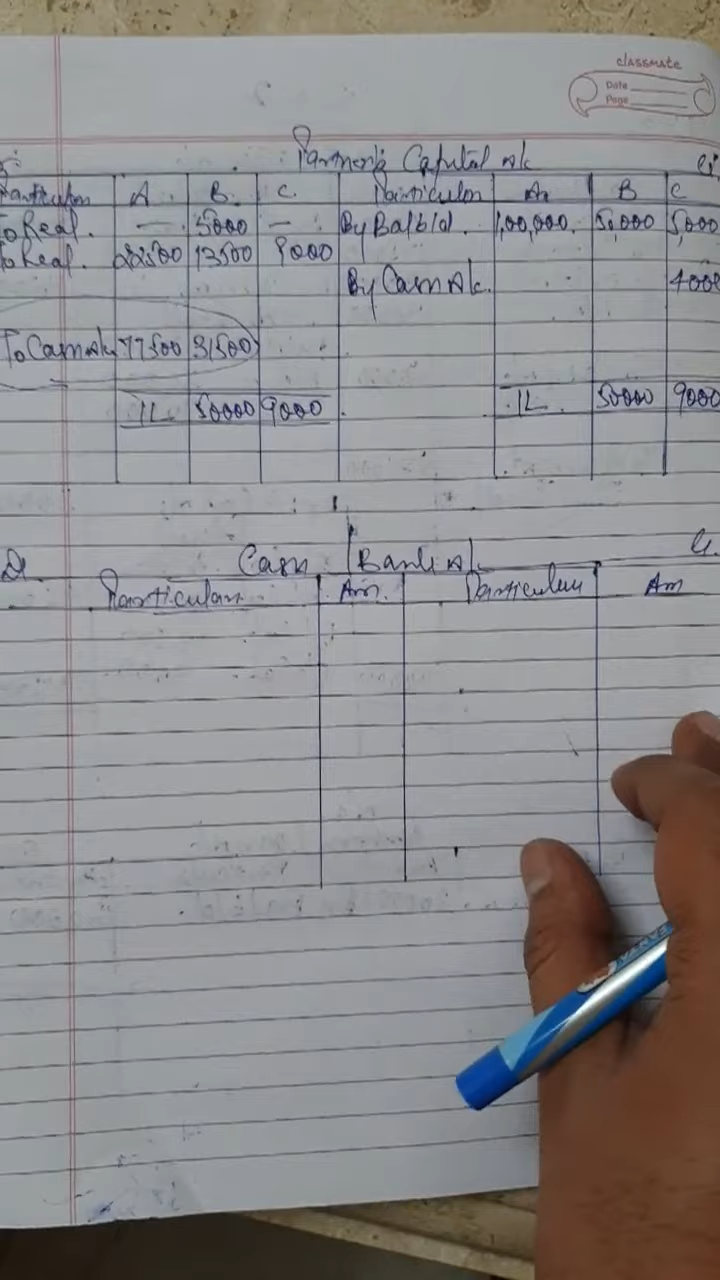 classmate
Date
Page
Partner's Capital A/c Cr
Particulars A B C Particulars A B C
To Real. — 5000 — By Bal b/d. 1,00,000 50,000 5,000
To Real. 22500 13500 9000
By Cash A/c. 4000
To Cash A/c 77500 31500
1L 50000 9000 1L 50000 9000
Dr. Cash / Bank A/c Cr.
Particulars Am. Particulars Am